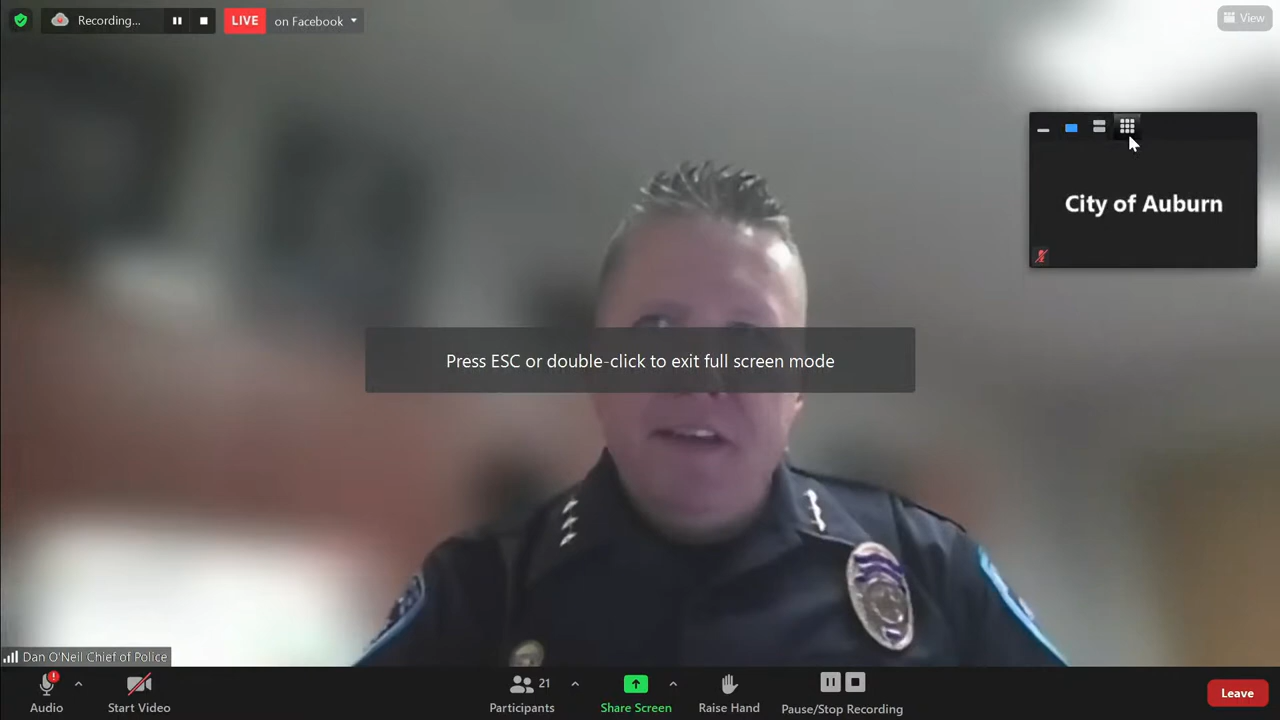 Recording...
LIVE on Facebook
View
City of Auburn
Press ESC or double-click to exit full screen mode
Dan O'Neil Chief of Police
21
Audio
Start Video
Participants
Share Screen
Raise Hand
Pause/Stop Recording
Leave